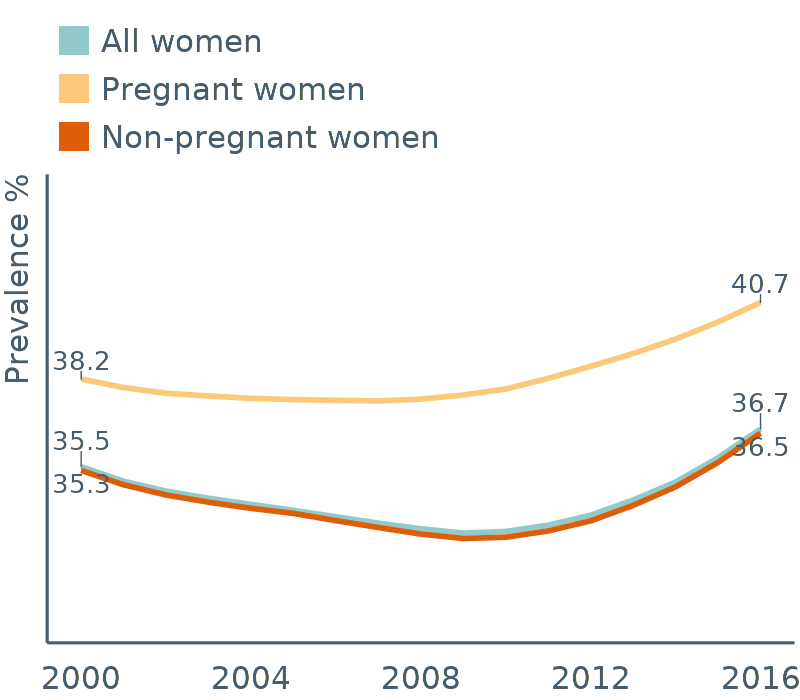 All women
Pregnant women
Non-pregnant women
Prevalence %
40.7
38.2
36.7
35.5
36.5
35.3
2000 2004 2008 2012 2016